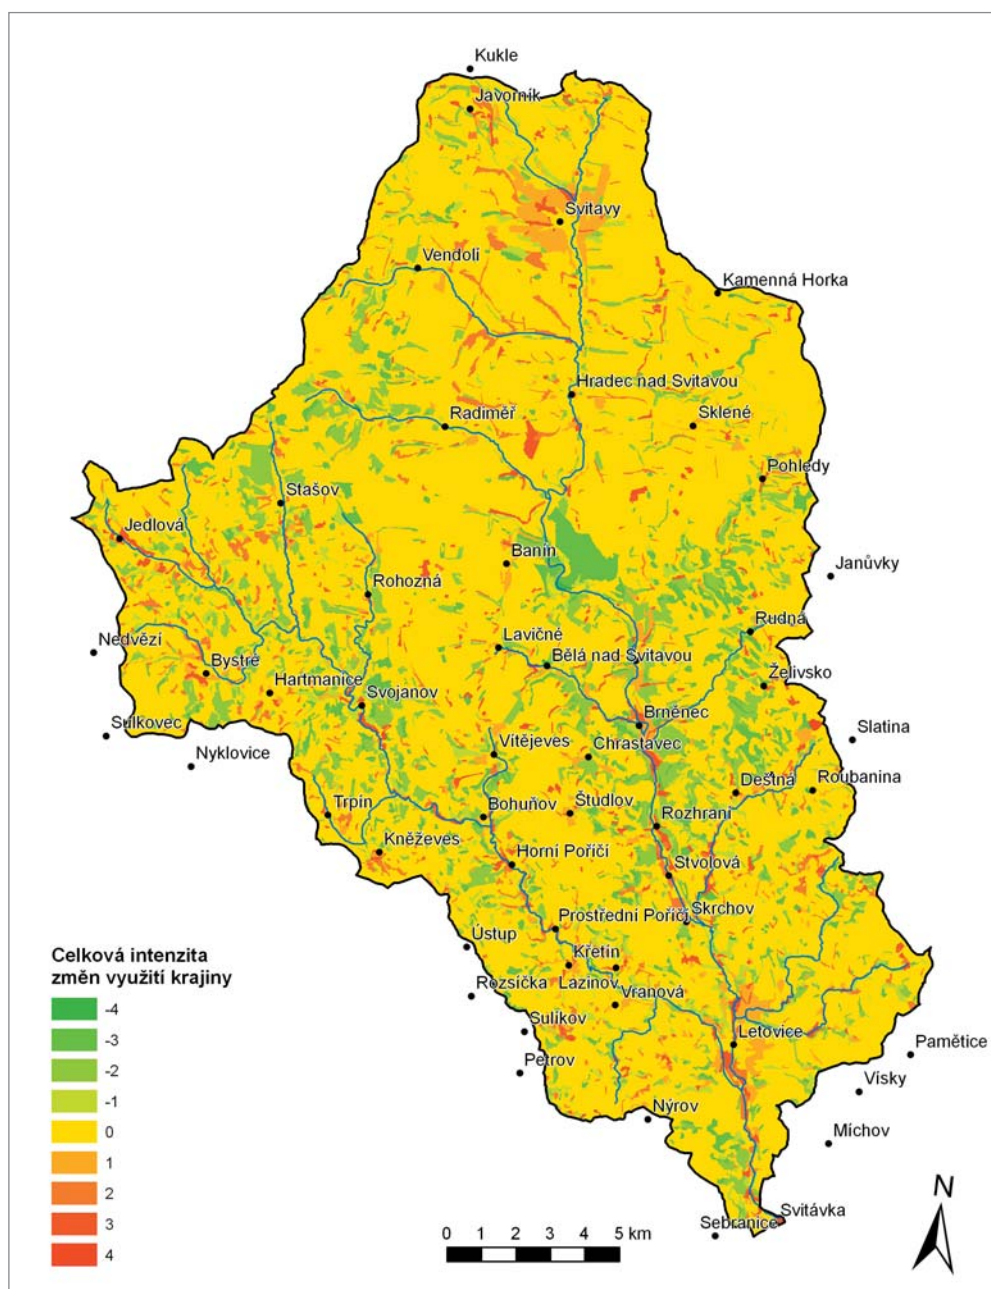 Kukle
Javorník
Svitavy
Vendolí
Kamenná Horka
Hradec nad Svitavou
Radiměř
Sklené
Pohledy
Stašov
Jedlová
Banín
Janůvky
Rohozná
Rudná
Nedvězí
Lavičné
Bělá nad Svitavou
Bystré
Želivsko
Hartmanice
Svojanov
Sulkovec
Brněnec
Slatina
Vítějeves
Chrastavec
Nyklovice
Deštná
Roubanina
Trpín
Bohuňov
Študlov
Rozhraní
Kněževes
Horní Poříčí
Stvolová
Prostřední Poříčí
Skrchov
Ústup
Křetín
Rozsíčka
Lazinov
Vranová
Sulíkov
Letovice
Pamětice
Petrov
Vísky
Nýrov
Míchov
Svitávka
Sebranice
Celková intenzita
změn využití krajiny
-4
-3
-2
-1
0
1
2
3
4
0 1 2 3 4 5 km
N